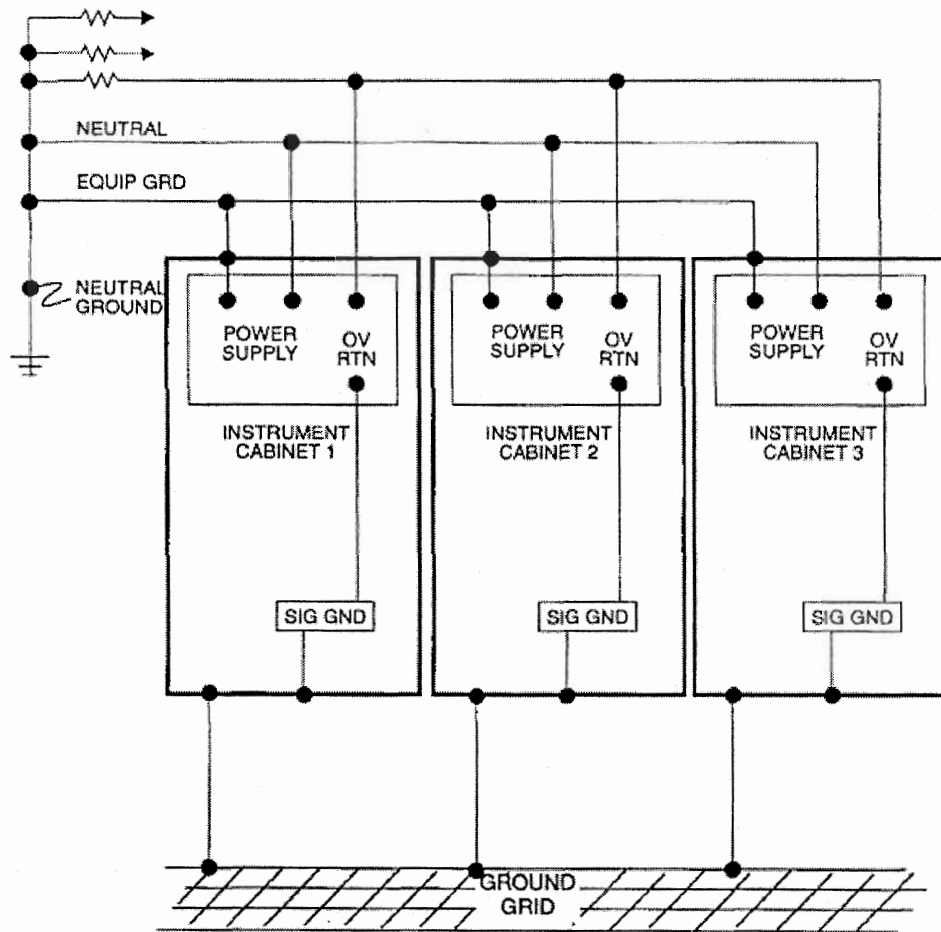 NEUTRAL
EQUIP GRD
NEUTRAL
GROUND
POWER
SUPPLY
OV
RTN
INSTRUMENT
CABINET 1
SIG GND
POWER
SUPPLY
OV
RTN
INSTRUMENT
CABINET 2
SIG GND
POWER
SUPPLY
OV
RTN
INSTRUMENT
CABINET 3
SIG GND
GROUND
GRID